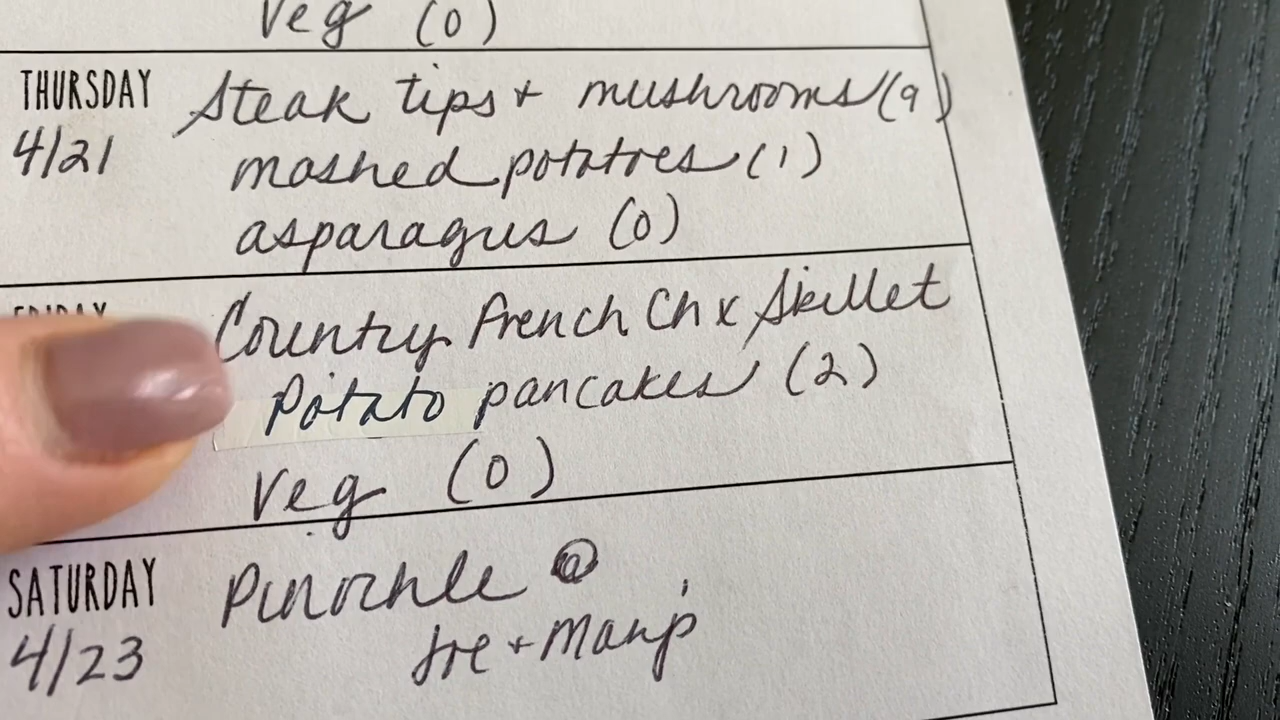 Veg (0)
THURSDAY Steak tips + mushrooms (9)
4/21 mashed potatoes (1)
asparagus (0)
FRIDAY Country French Chx Skillet
Potato pancakes (2)
Veg (0)
SATURDAY Pinochle @
4/23 Joe +